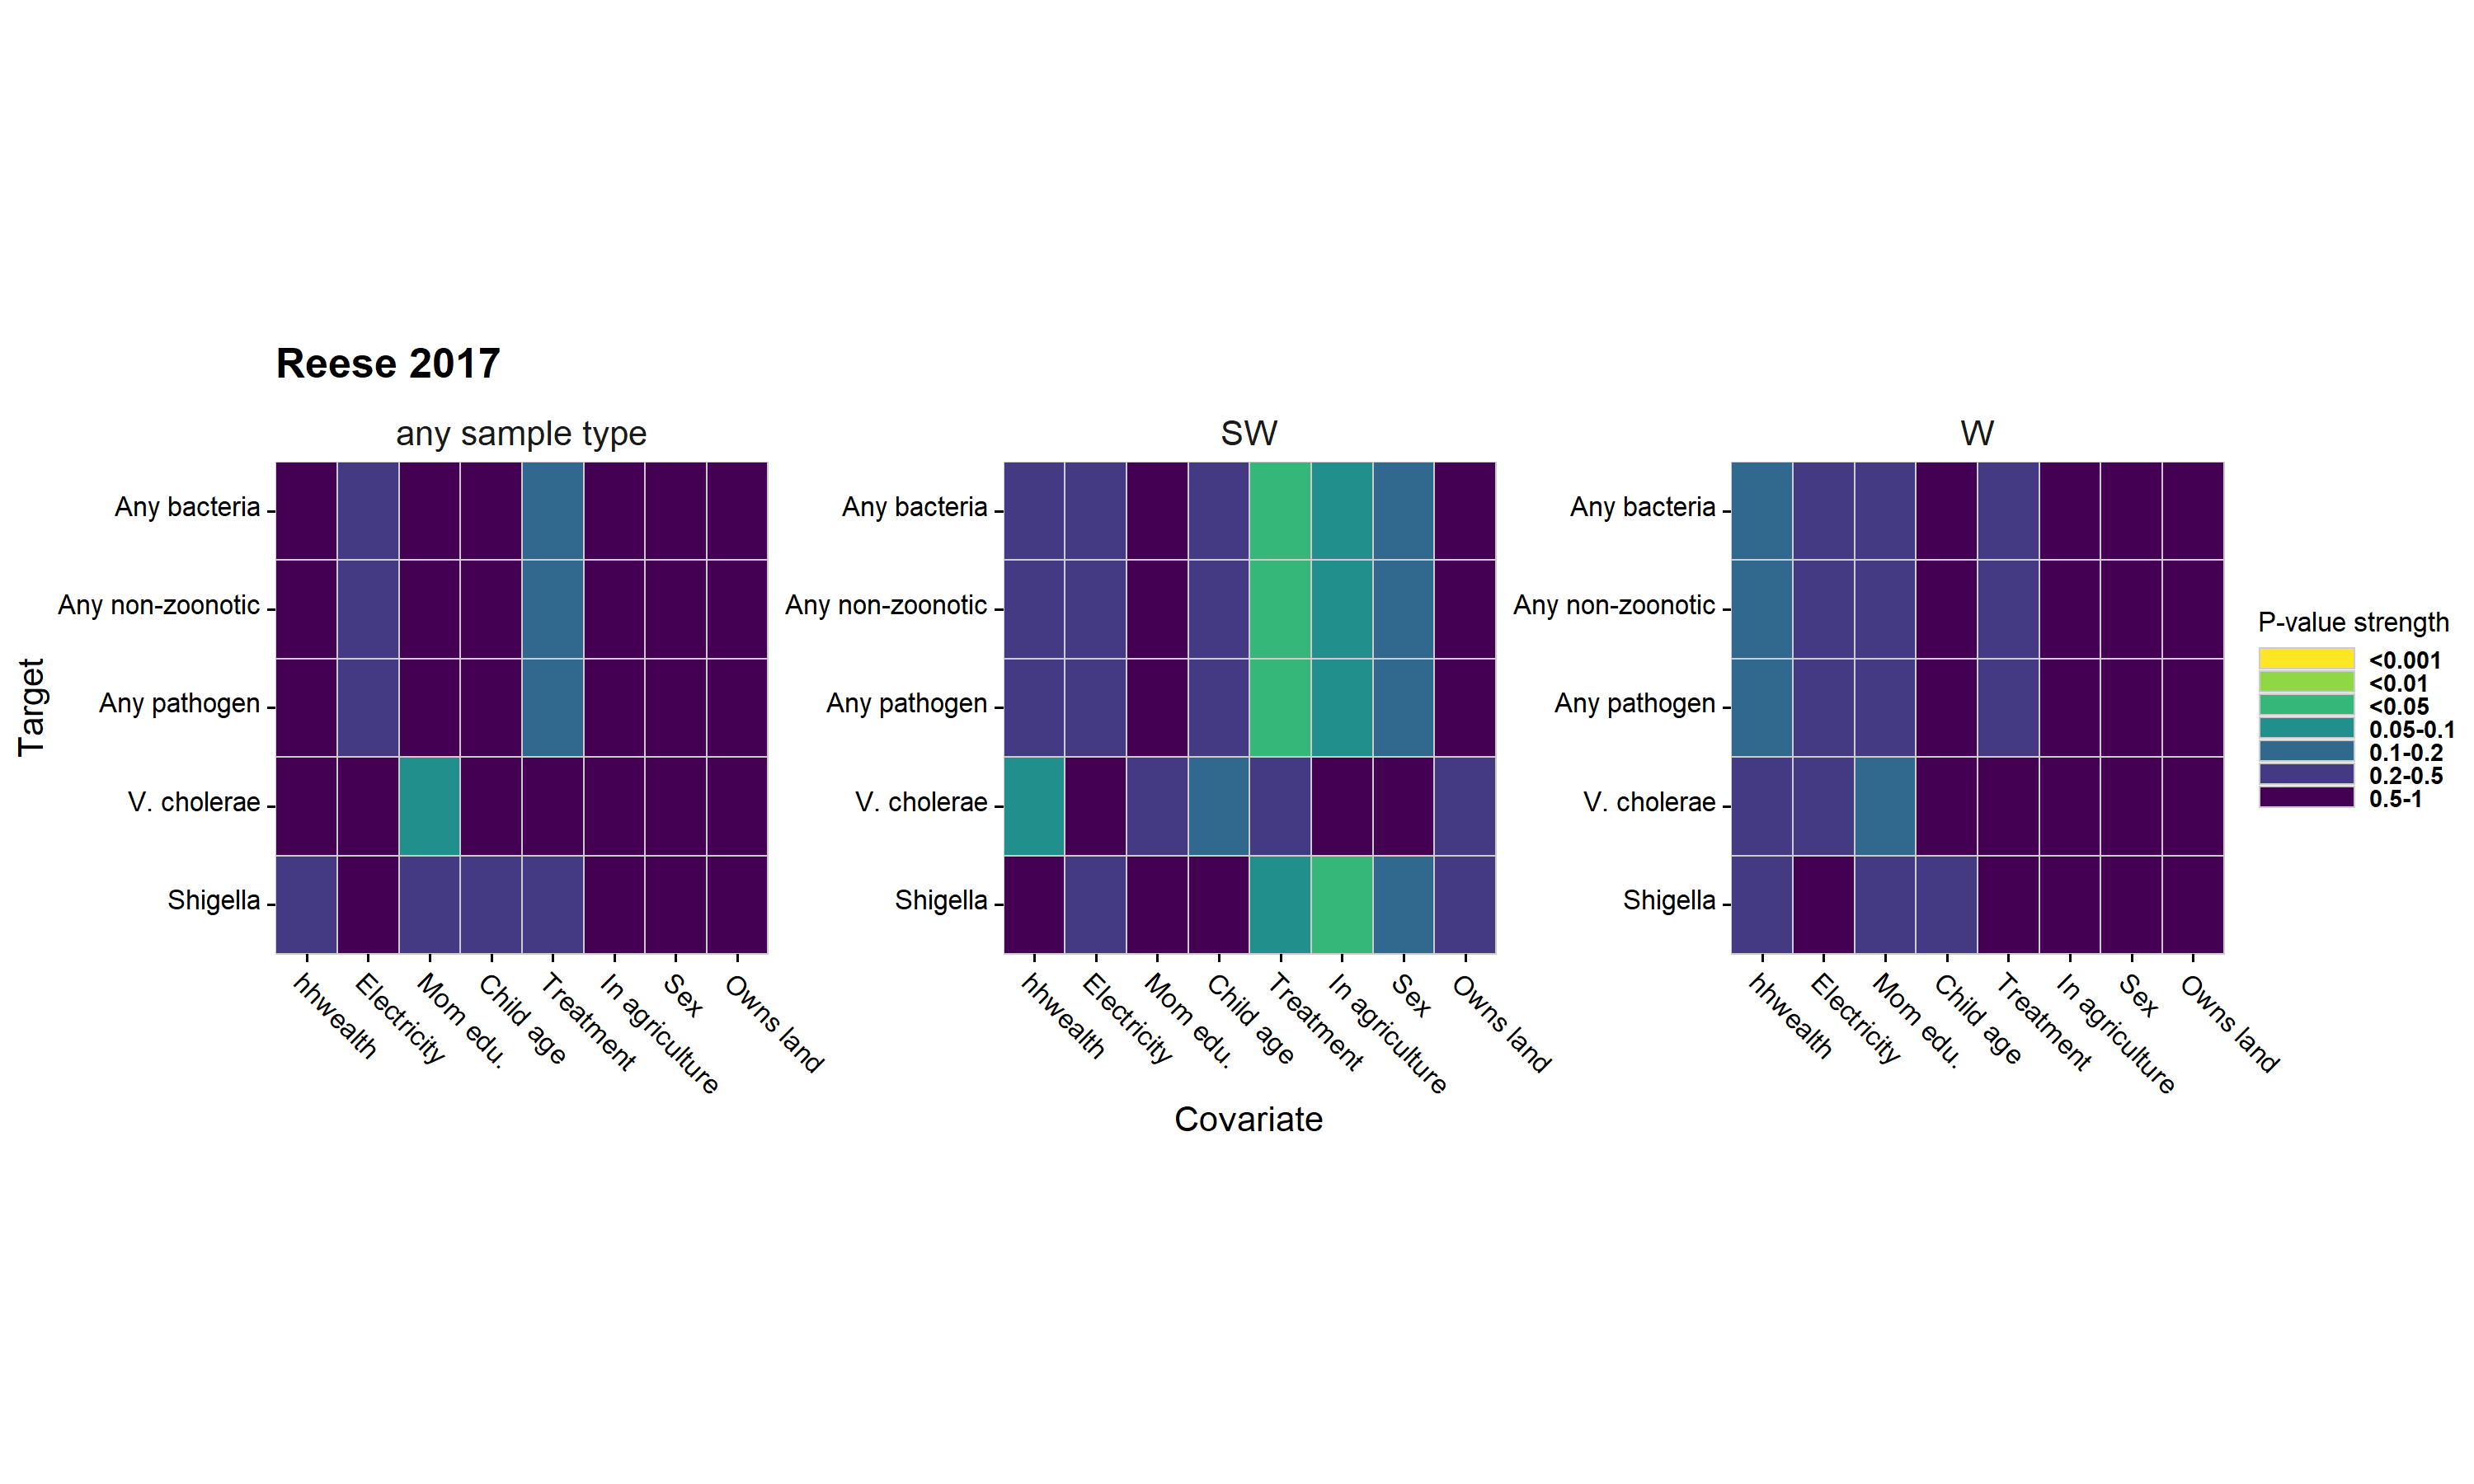 Reese 2017
any sample type
SW
W
Target
Any bacteria
Any non-zoonotic
Any pathogen
V. cholerae
Shigella
Any bacteria
Any non-zoonotic
Any pathogen
V. cholerae
Shigella
Any bacteria
Any non-zoonotic
Any pathogen
V. cholerae
Shigella
hhwealth
Electricity
Mom edu.
Child age
Treatment
In agriculture
Sex
Owns land
hhwealth
Electricity
Mom edu.
Child age
Treatment
In agriculture
Sex
Owns land
hhwealth
Electricity
Mom edu.
Child age
Treatment
In agriculture
Sex
Owns land
Covariate
P-value strength
<0.001
<0.01
<0.05
0.05-0.1
0.1-0.2
0.2-0.5
0.5-1